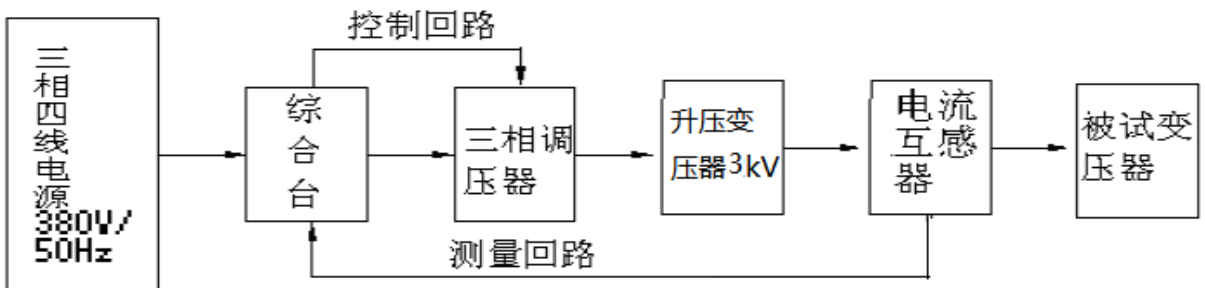 控制回路
三
相
四
线
电
源
380V/
50Hz
综
合
台
三相调
压器
升压变
压器3kV
电流
互感
器
被试变
压器
测量回路